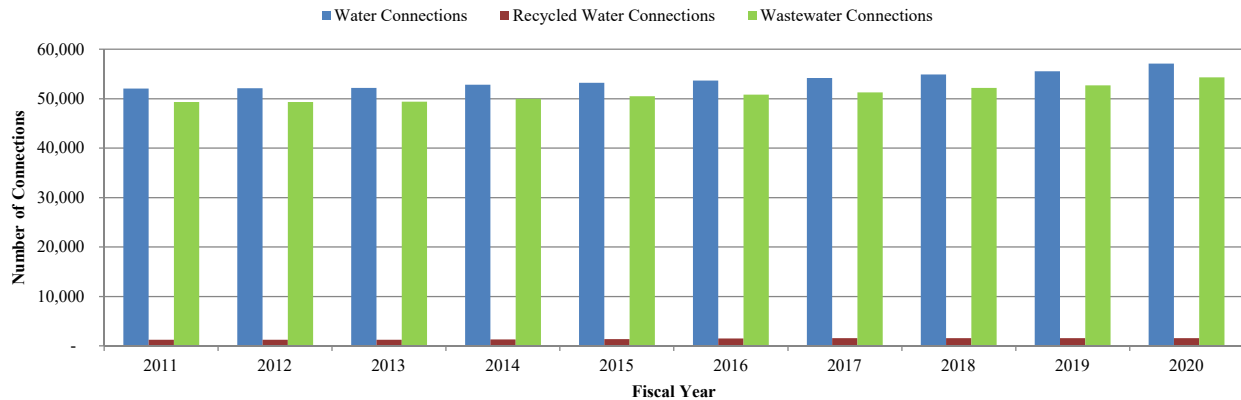 Water Connections Recycled Water Connections Wastewater Connections
60,000
50,000
40,000
30,000
20,000
10,000
-
Number of Connections
2011 2012 2013 2014 2015 2016 2017 2018 2019 2020
Fiscal Year